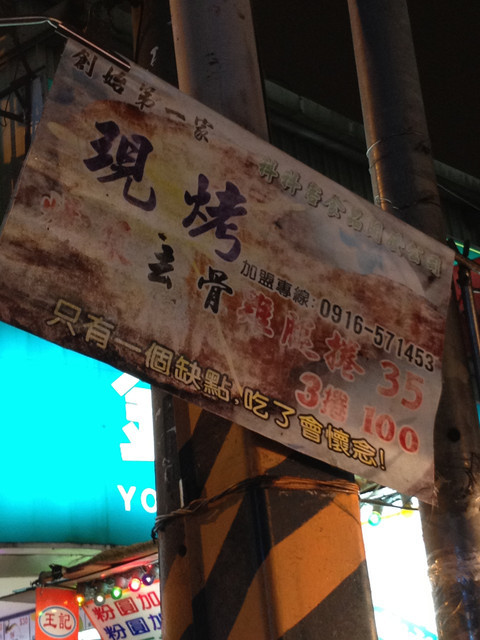 創始第一家
現烤
去骨
加盟專線:0916-571453
雞腿捲 35
3捲 100
只有一個缺點,吃了會懷念!
YO
王記
粉圓加
粉圓加